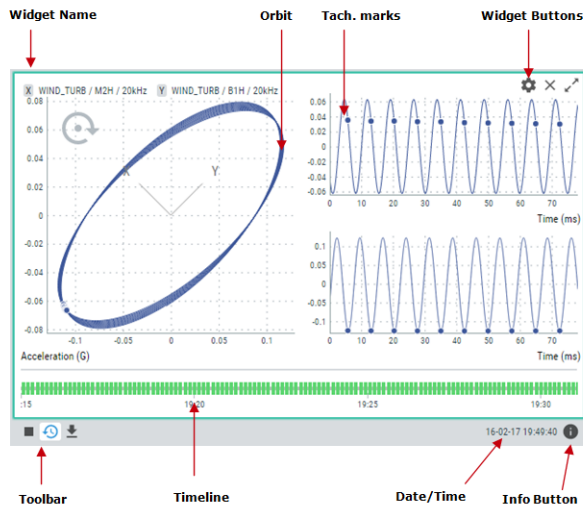 Widget Name Orbit Tach. marks Widget Buttons
X WIND_TURB / M2H / 20kHz Y WIND_TURB / B1H / 20kHz
0.08
0.04
0.02
0
-0.02
-0.04
-0.06
-0.08
X Y
-0.1 -0.05 0 0.05 0.1
Acceleration (G)
0.06
0.04
0.02
0
-0.02
-0.04
-0.06
0 10 20 30 40 50 60 70
Time (ms)
0.1
0.05
0
-0.05
-0.1
0 10 20 30 40 50 60 70
Time (ms)
:15 19:20 19:25 19:30
16-02-17 19:49:40
Toolbar Timeline Date/Time Info Button